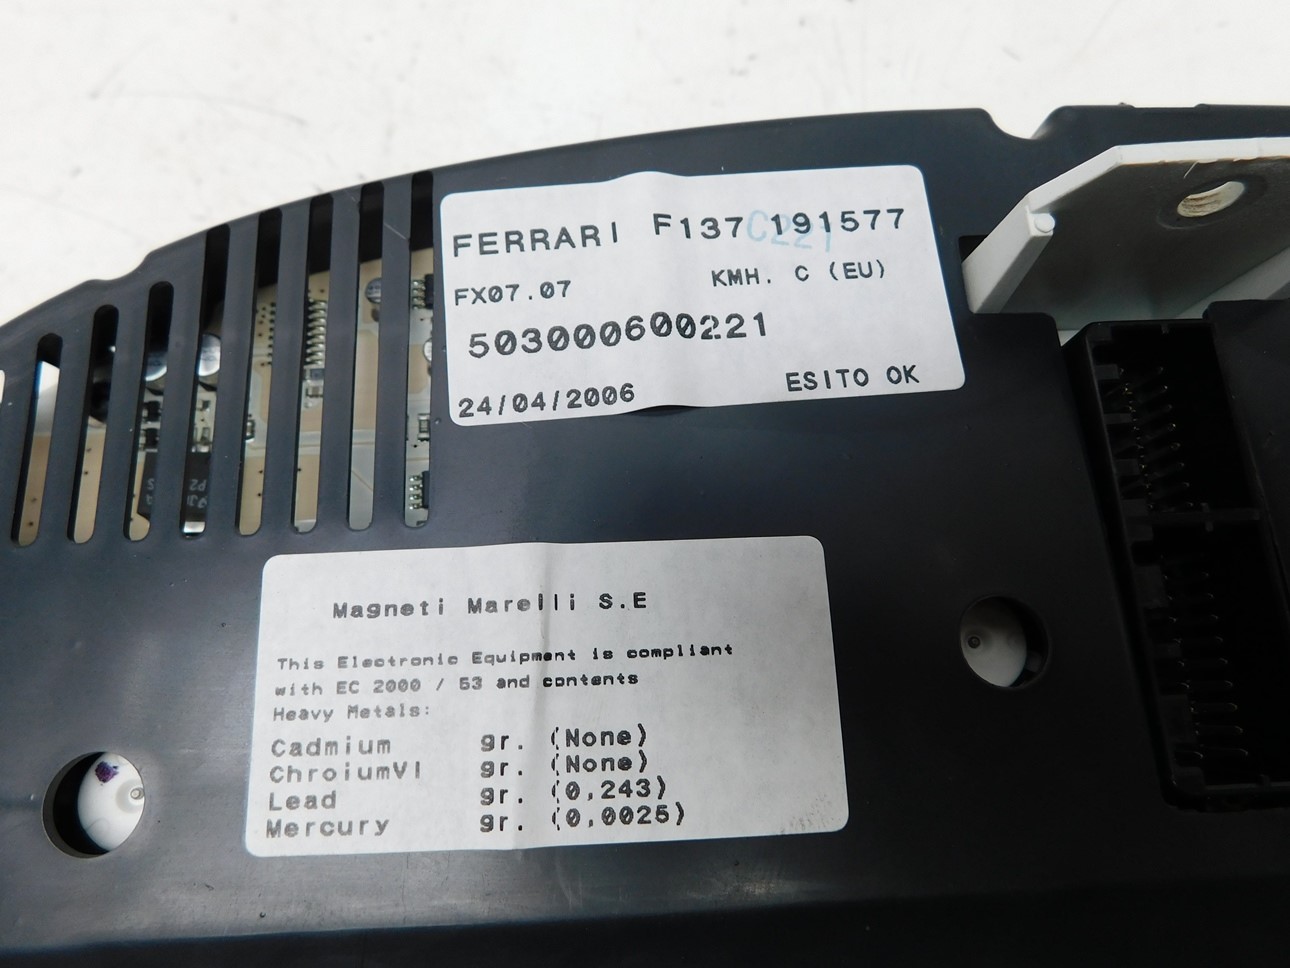 FERRARI F137 191577
C221
FX07.07 KMH. C (EU)
503000600221
24/04/2006 ESITO OK
Magneti Marelli S.E
This Electronic Equipment is compliant
with EC 2000 / 53 and contents
Heavy Metals:
Cadmium gr. (None)
ChroiumVI gr. (None)
Lead gr. (0,243)
Mercury gr. (0,0025)